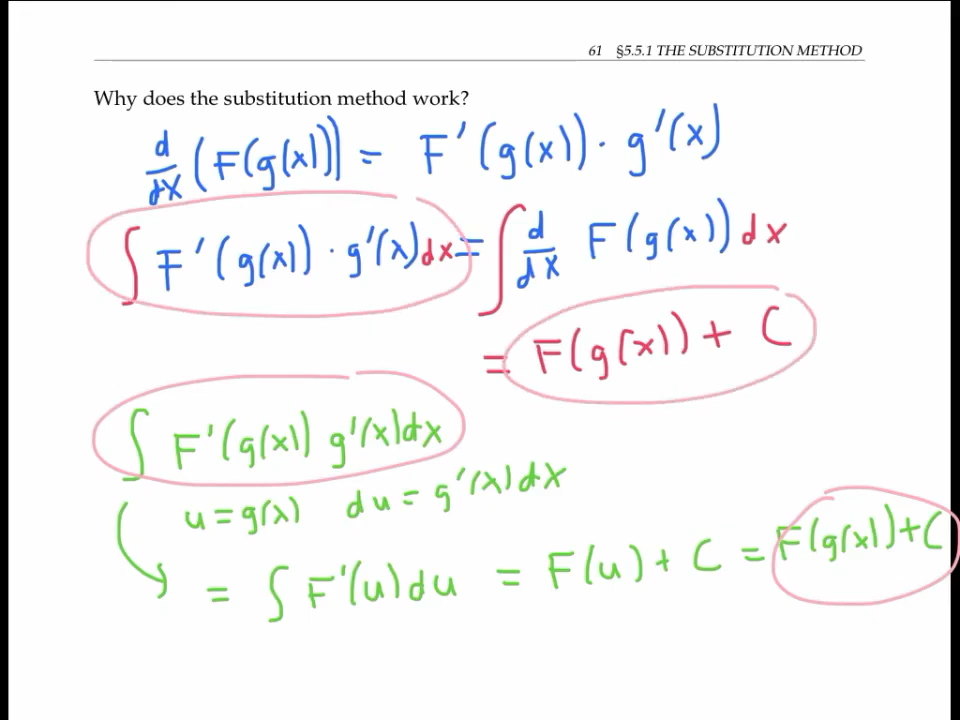 61 §5.5.1 THE SUBSTITUTION METHOD
Why does the substitution method work?
d/dx (F(g(x))) = F'(g(x)) · g'(x)
∫ F'(g(x)) · g'(x) dx = ∫ d/dx F(g(x)) dx
= F(g(x)) + C
∫ F'(g(x)) g'(x) dx
u = g(x) du = g'(x) dx
= ∫ F'(u) du = F(u) + C = F(g(x)) + C